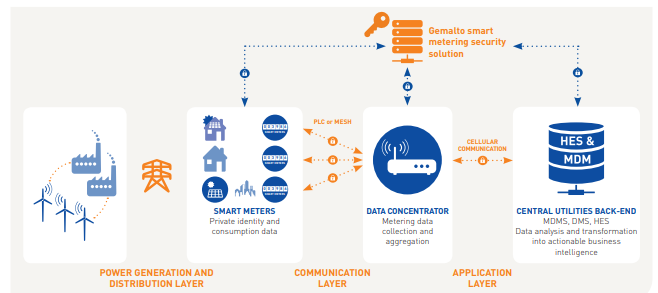 Gemalto smart
metering security
solution
PLC or MESH
CELLULAR
COMMUNICATION
HES &
MDM
SMART METERS
Private identity and
consumption data
DATA CONCENTRATOR
Metering data
collection and
aggregation
CENTRAL UTILITIES BACK-END
MDMS, DMS, HES
Data analysis and transformation
into actionable business
intelligence
POWER GENERATION AND
DISTRIBUTION LAYER
COMMUNICATION
LAYER
APPLICATION
LAYER